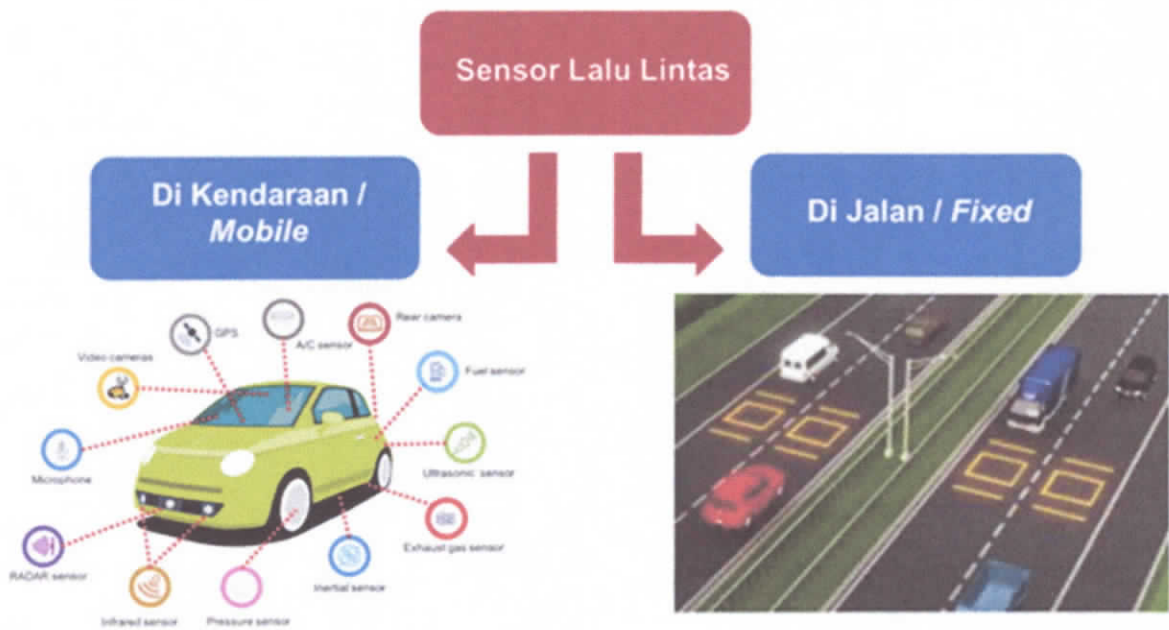 Sensor Lalu Lintas
Di Kendaraan /
Mobile
Di Jalan / Fixed
GPS
A/C sensor
Rear camera
Video cameras
Fuel sensor
Microphone
Ultrasonic sensor
Exhaust gas sensor
RADAR sensor
Inertial sensor
Infrared sensor
Pressure sensor